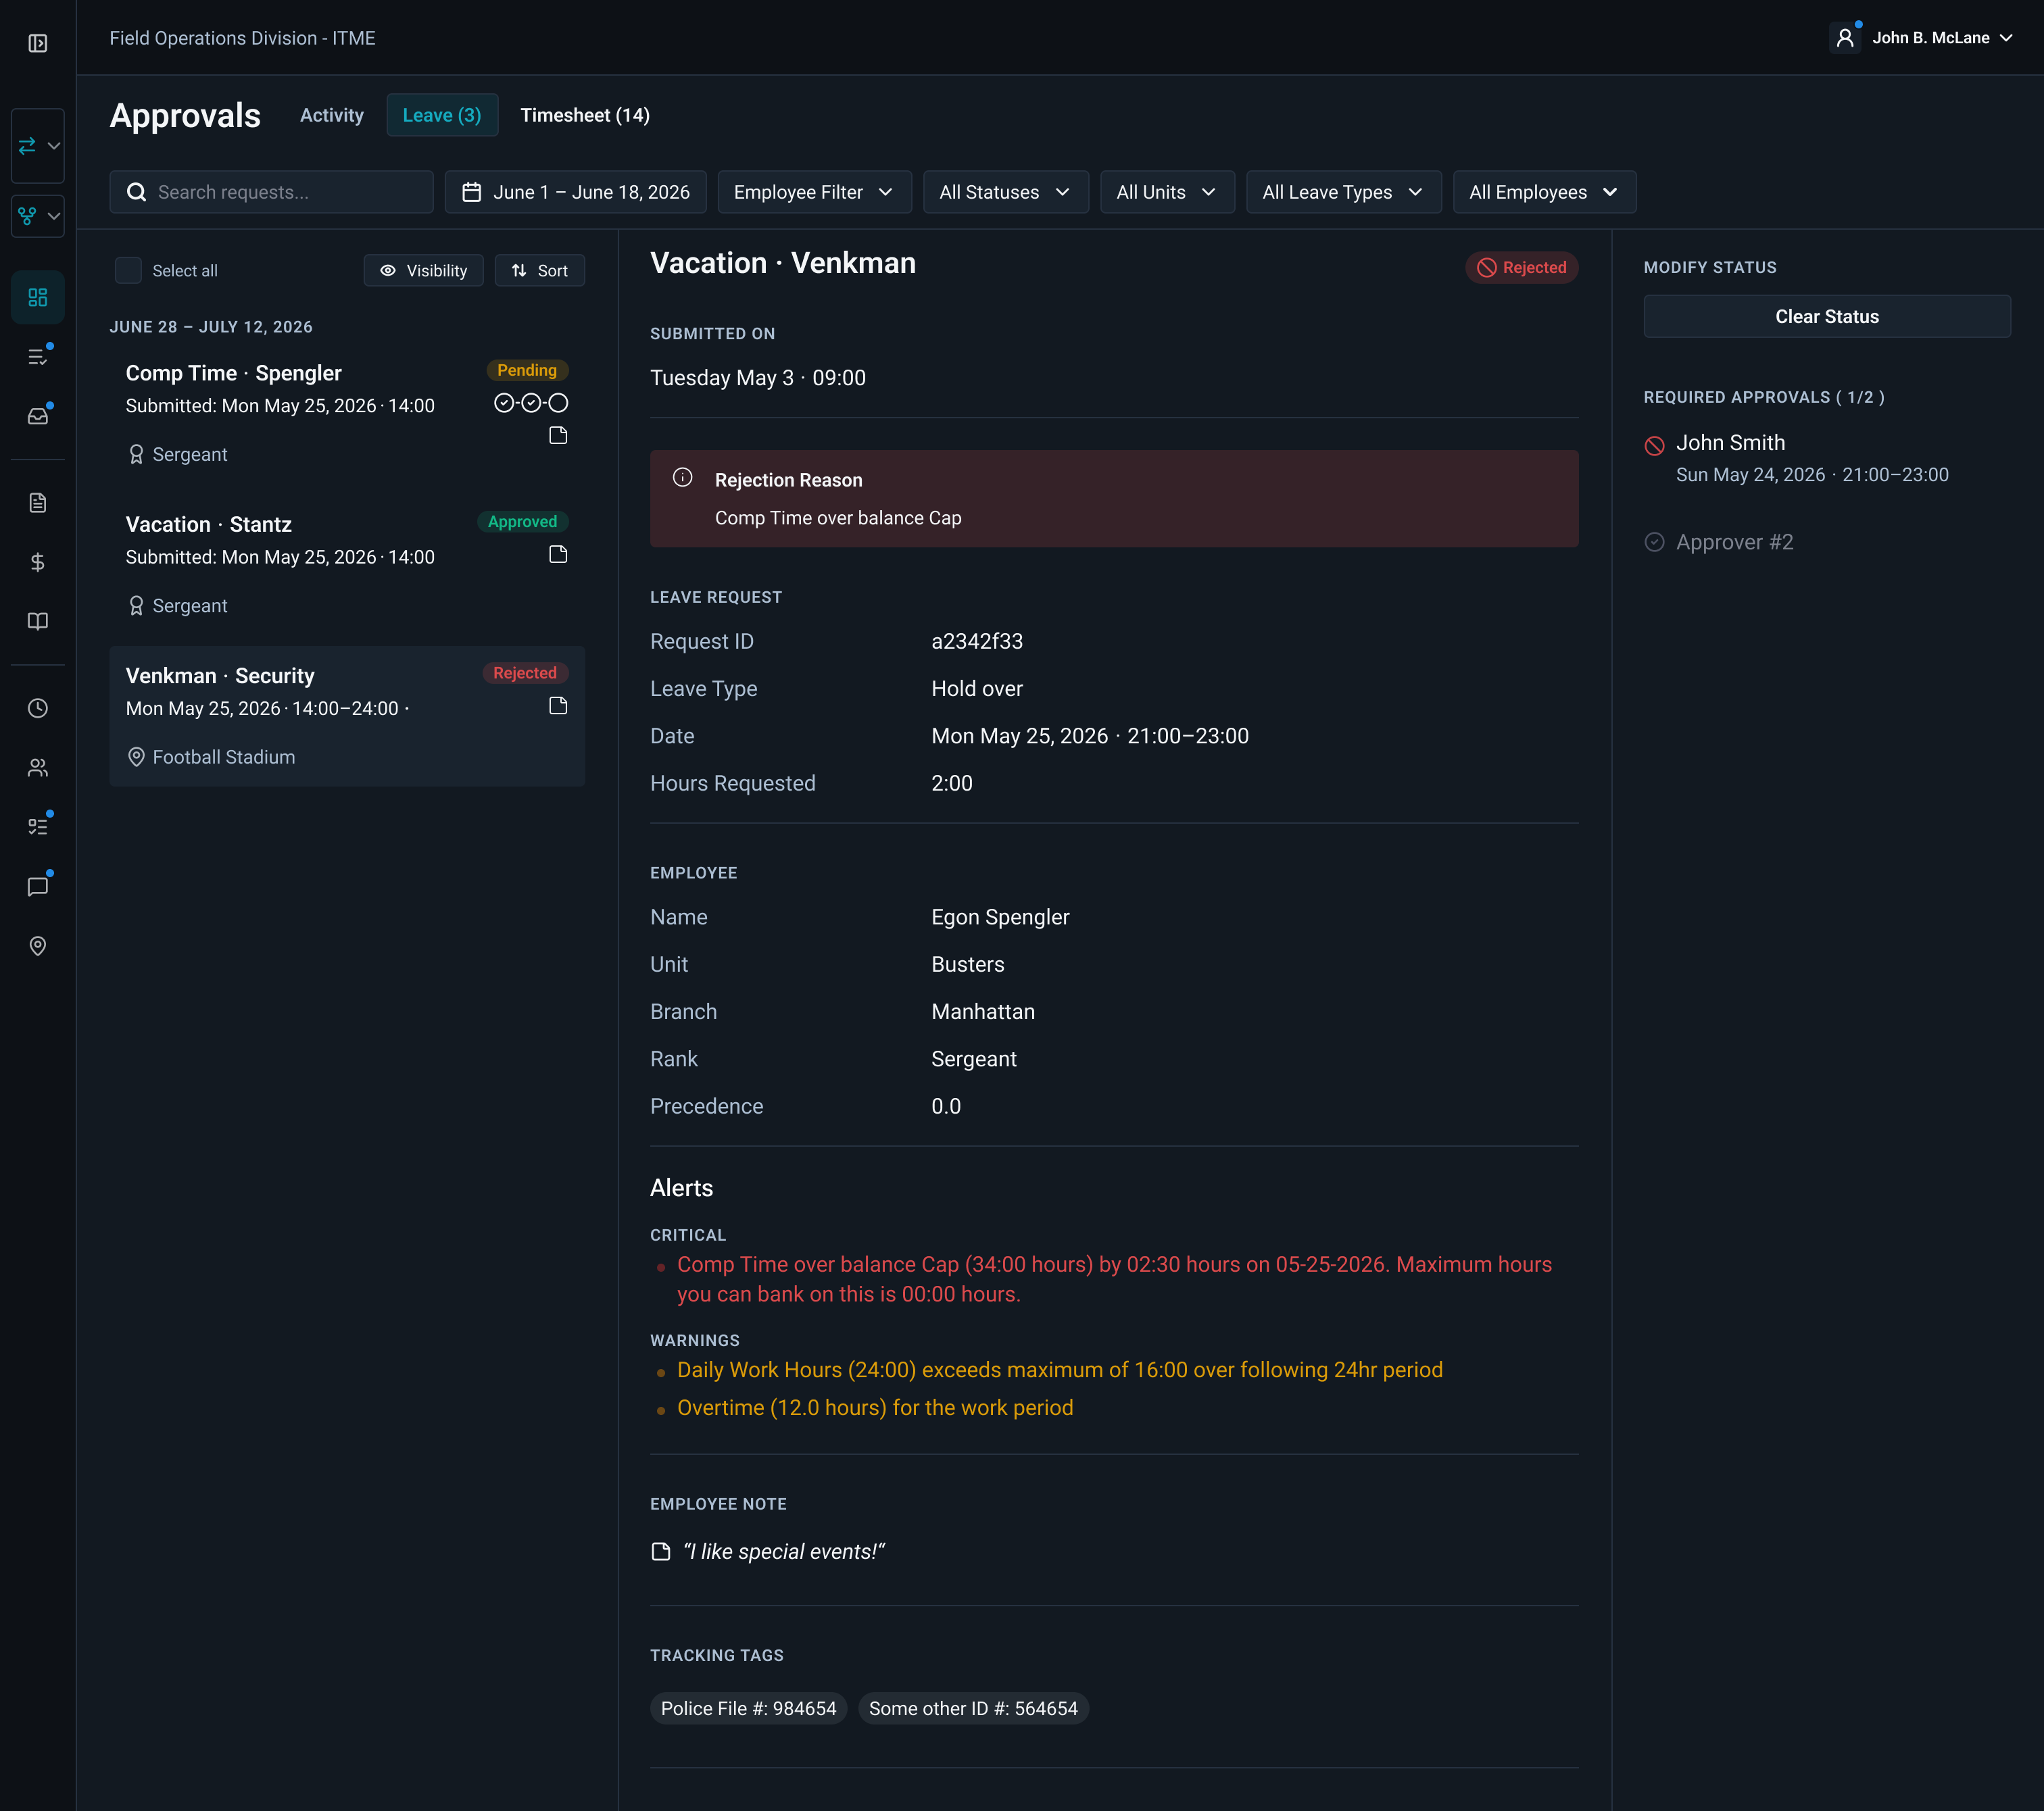 Field Operations Division - ITME
John B. McLane
Approvals
Activity
Leave (3)
Timesheet (14)
Search requests...
June 1 – June 18, 2026
Employee Filter
All Statuses
All Units
All Leave Types
All Employees
Select all
Visibility
Sort
JUNE 28 – JULY 12, 2026
Comp Time · Spengler
Pending
Submitted: Mon May 25, 2026 · 14:00
Sergeant
Vacation · Stantz
Approved
Submitted: Mon May 25, 2026 · 14:00
Sergeant
Venkman · Security
Rejected
Mon May 25, 2026 · 14:00–24:00 ·
Football Stadium
Vacation · Venkman
Rejected
SUBMITTED ON
Tuesday May 3 · 09:00
Rejection Reason
Comp Time over balance Cap
LEAVE REQUEST
Request ID a2342f33
Leave Type Hold over
Date Mon May 25, 2026 · 21:00–23:00
Hours Requested 2:00
EMPLOYEE
Name Egon Spengler
Unit Busters
Branch Manhattan
Rank Sergeant
Precedence 0.0
Alerts
CRITICAL
Comp Time over balance Cap (34:00 hours) by 02:30 hours on 05-25-2026. Maximum hours
you can bank on this is 00:00 hours.
WARNINGS
Daily Work Hours (24:00) exceeds maximum of 16:00 over following 24hr period
Overtime (12.0 hours) for the work period
EMPLOYEE NOTE
“I like special events!“
TRACKING TAGS
Police File #: 984654
Some other ID #: 564654
MODIFY STATUS
Clear Status
REQUIRED APPROVALS ( 1/2 )
John Smith
Sun May 24, 2026 · 21:00–23:00
Approver #2